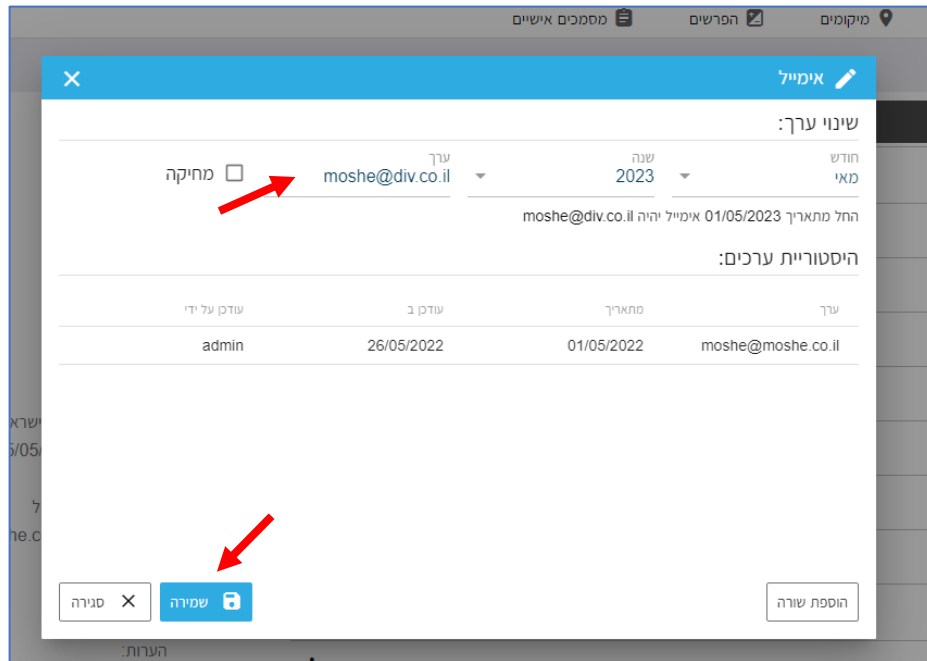 מיקומים הפרשים מסמכים אישיים
אימייל
שינוי ערך:
חודש שנה ערך
מאי 2023 moshe@div.co.il מחיקה
החל מתאריך 01/05/2023 אימייל יהיה moshe@div.co.il
היסטוריית ערכים:
ערך מתאריך עודכן ב עודכן על ידי
moshe@moshe.co.il 01/05/2022 26/05/2022 admin
הוספת שורה שמירה סגירה
הערות: